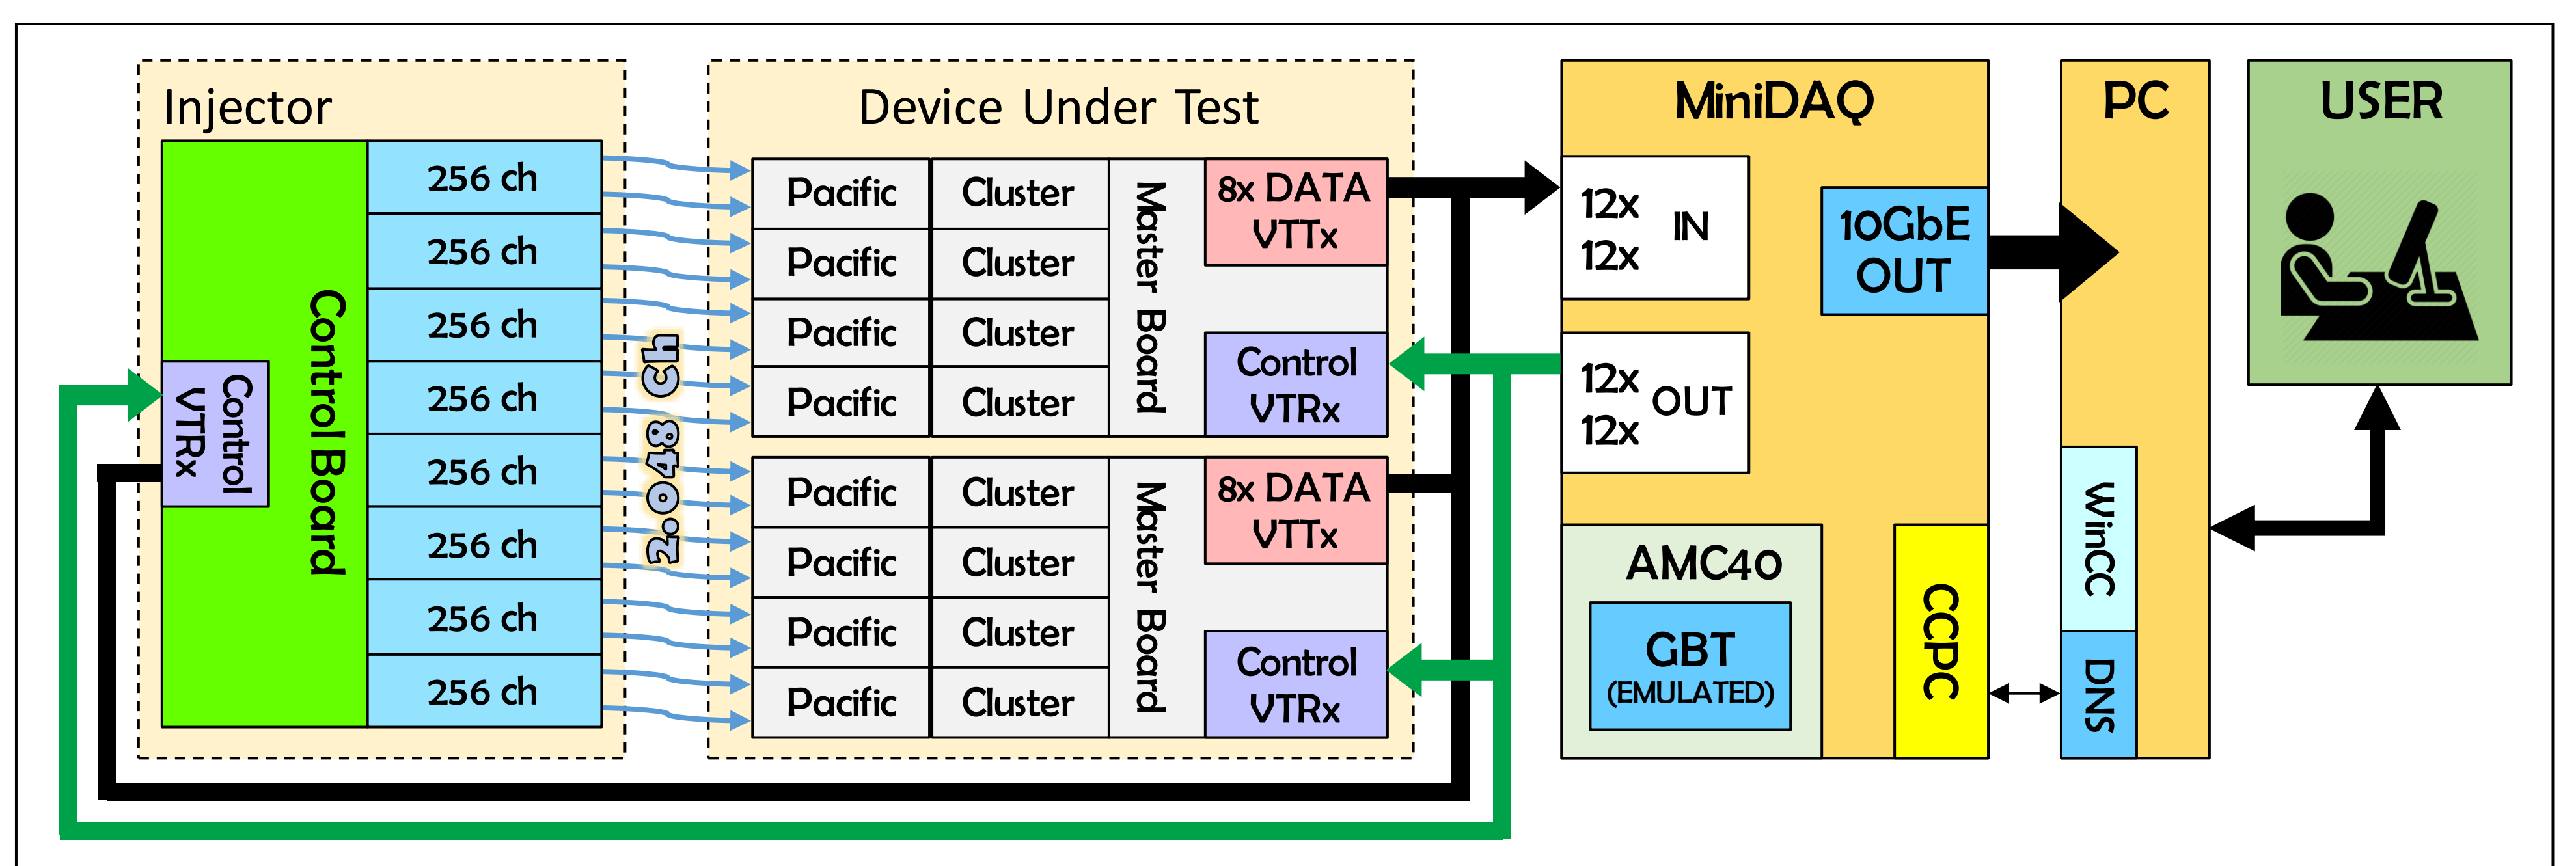 Injector
Control Board
Control
VTRx
256 ch
256 ch
256 ch
256 ch
256 ch
256 ch
256 ch
256 ch
2.048 Ch
Device Under Test
Pacific Cluster
Pacific Cluster
Pacific Cluster
Pacific Cluster
Master Board
8x DATA
VTTx
Control
VTRx
Pacific Cluster
Pacific Cluster
Pacific Cluster
Pacific Cluster
Master Board
8x DATA
VTTx
Control
VTRx
MiniDAQ
12x
12x
IN
10GbE
OUT
12x
12x
OUT
AMC40
GBT
(EMULATED)
CCPC
PC
WinCC
DNS
USER